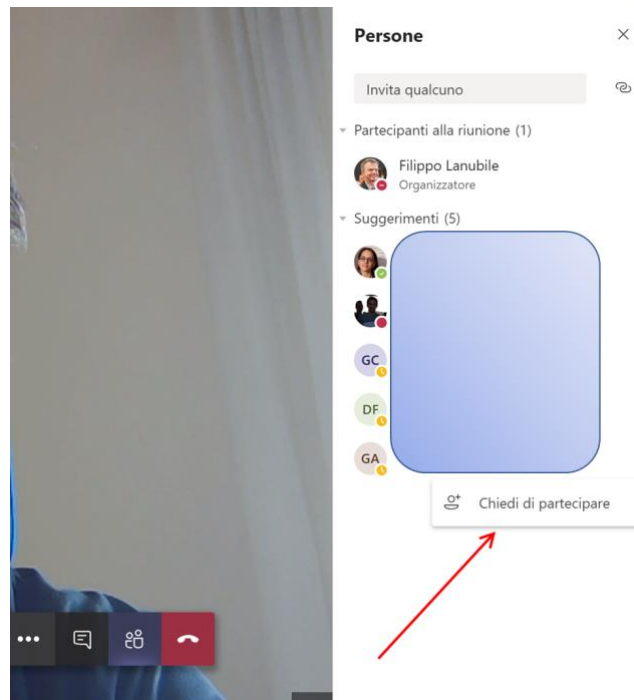 Persone
Invita qualcuno
Partecipanti alla riunione (1)
Filippo Lanubile
Organizzatore
Suggerimenti (5)
GC
DF
GA
Chiedi di partecipare